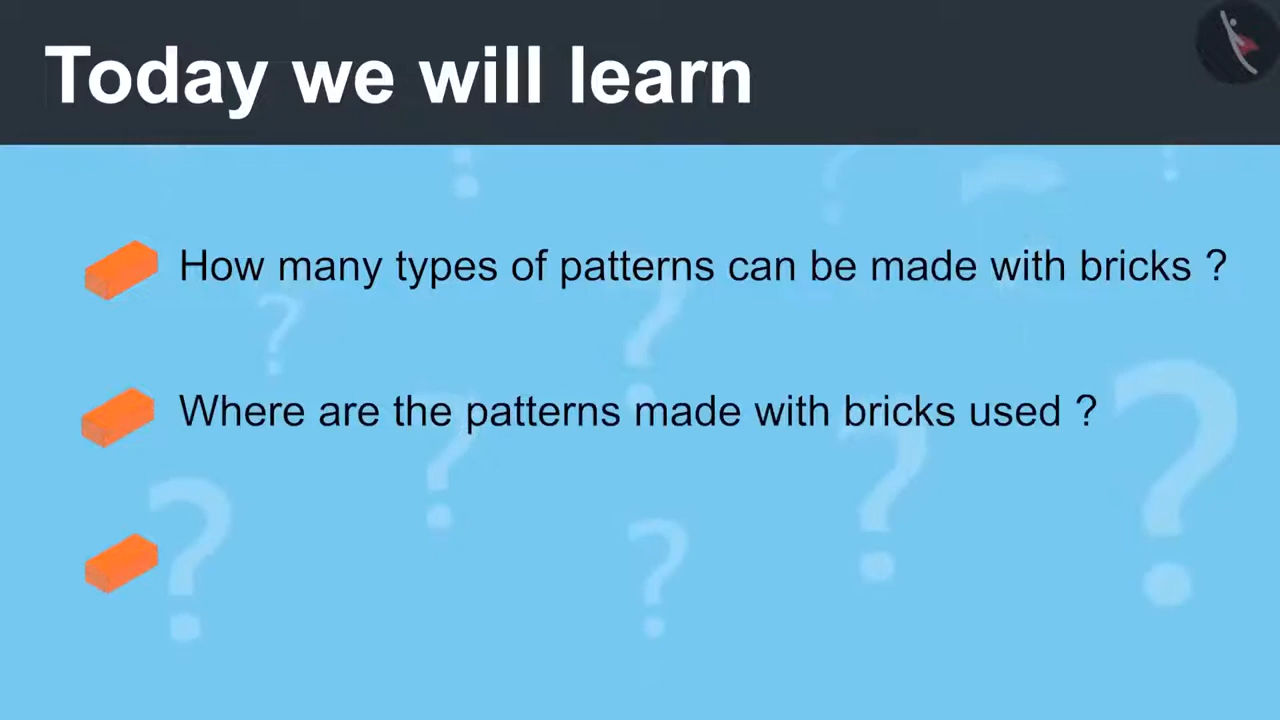 Today we will learn
How many types of patterns can be made with bricks ?
Where are the patterns made with bricks used ?